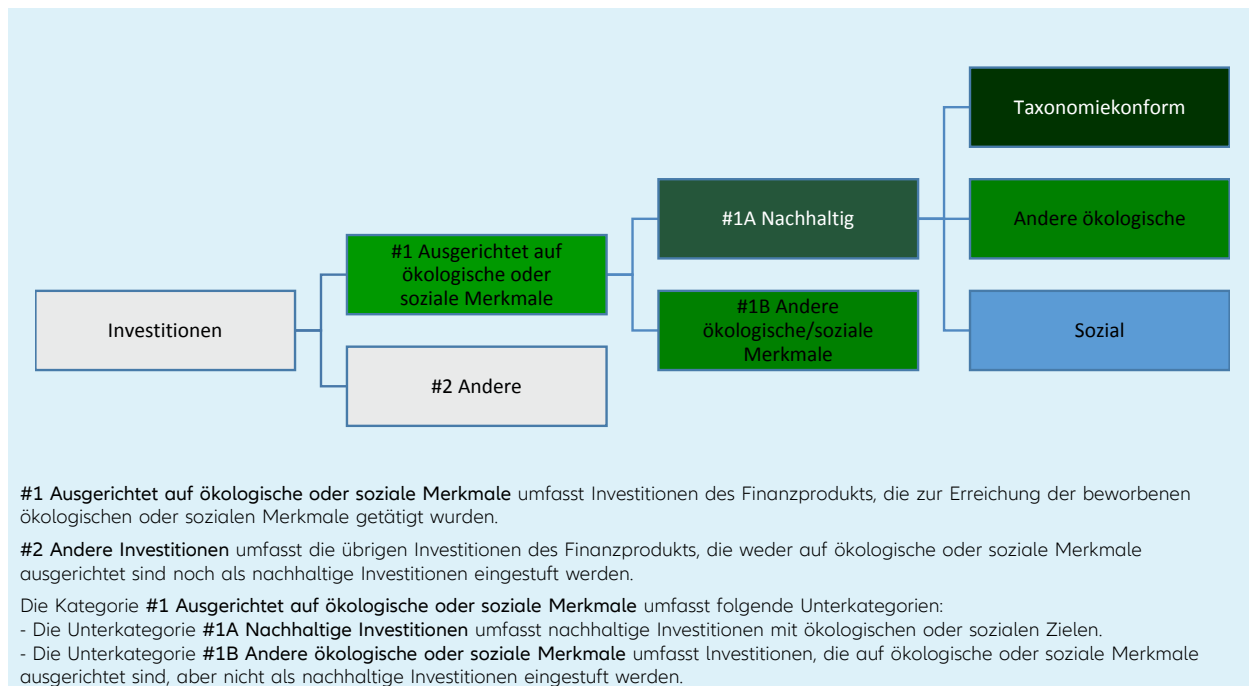 Taxonomiekonform
#1A Nachhaltig
Andere ökologische
#1 Ausgerichtet auf
ökologische oder
soziale Merkmale
#1B Andere
ökologische/soziale
Merkmale
Investitionen
Sozial
#2 Andere
#1 Ausgerichtet auf ökologische oder soziale Merkmale umfasst Investitionen des Finanzprodukts, die zur Erreichung der beworbenen
ökologischen oder sozialen Merkmale getätigt wurden.
#2 Andere Investitionen umfasst die übrigen Investitionen des Finanzprodukts, die weder auf ökologische oder soziale Merkmale
ausgerichtet sind noch als nachhaltige Investitionen eingestuft werden.
Die Kategorie #1 Ausgerichtet auf ökologische oder soziale Merkmale umfasst folgende Unterkategorien:
- Die Unterkategorie #1A Nachhaltige Investitionen umfasst nachhaltige Investitionen mit ökologischen oder sozialen Zielen.
- Die Unterkategorie #1B Andere ökologische oder soziale Merkmale umfasst Investitionen, die auf ökologische oder soziale Merkmale
ausgerichtet sind, aber nicht als nachhaltige Investitionen eingestuft werden.